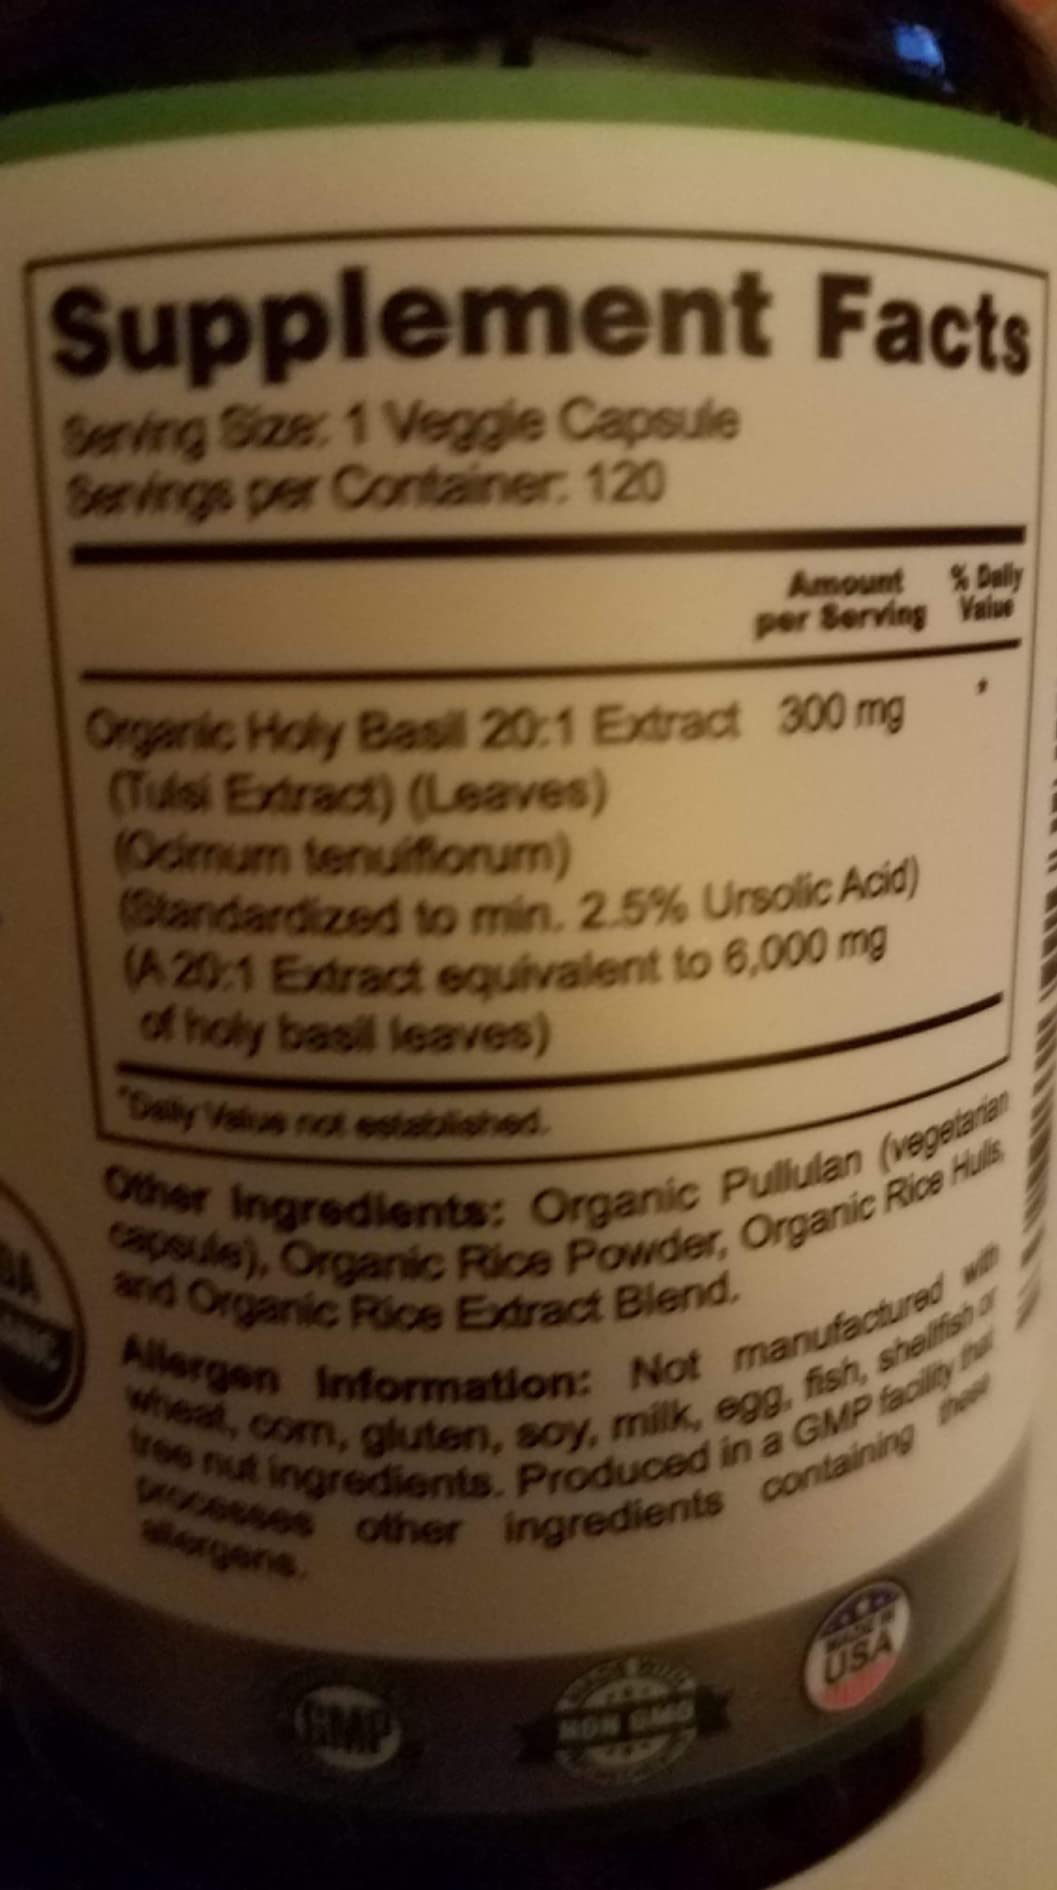 Supplement Facts
Serving Size: 1 Veggie Capsule
Servings per Container: 120
Amount per Serving
% Daily Value
Organic Holy Basil 20:1 Extract 300 mg *
(Tulsi Extract) (Leaves)
(Ocimum tenuiflorum)
(Standardized to min. 2.5% Ursolic Acid)
(A 20:1 Extract equivalent to 6,000 mg
of holy basil leaves)
*Daily Value not established.
Other Ingredients: Organic Pullulan (vegetarian
capsule), Organic Rice Powder, Organic Rice Hulls,
and Organic Rice Extract Blend.
Allergen Information: Not manufactured with
wheat, corn, gluten, soy, milk, egg, fish, shellfish or
tree nut ingredients. Produced in a GMP facility that
processes other ingredients containing these
allergens.
GMP
NON GMO
MADE IN
USA